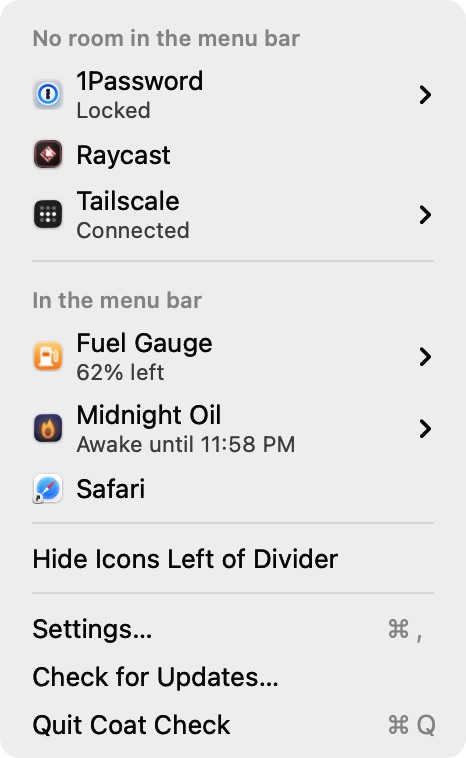 No room in the menu bar
1Password
Locked
Raycast
Tailscale
Connected
In the menu bar
Fuel Gauge
62% left
Midnight Oil
Awake until 11:58 PM
Safari
Hide Icons Left of Divider
Settings... ⌘ ,
Check for Updates...
Quit Coat Check ⌘ Q